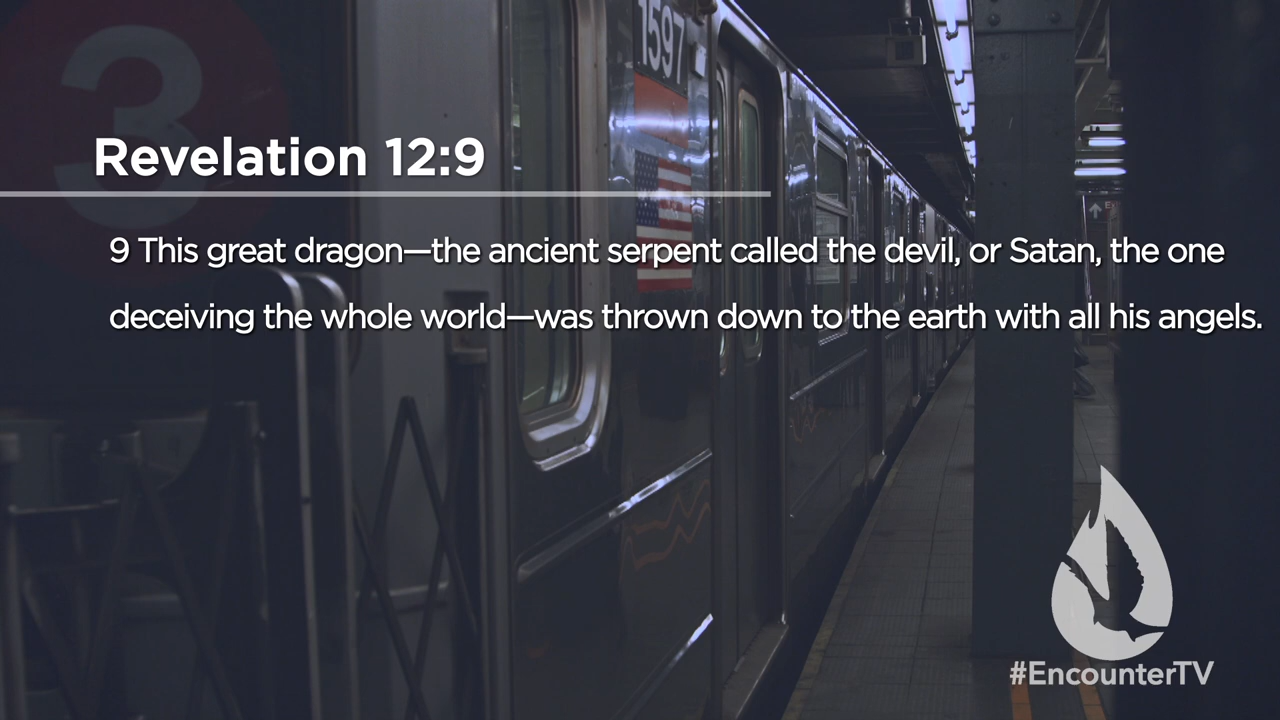 3
1597
Revelation 12:9
9 This great dragon—the ancient serpent called the devil, or Satan, the one
deceiving the whole world—was thrown down to the earth with all his angels.
#EncounterTV